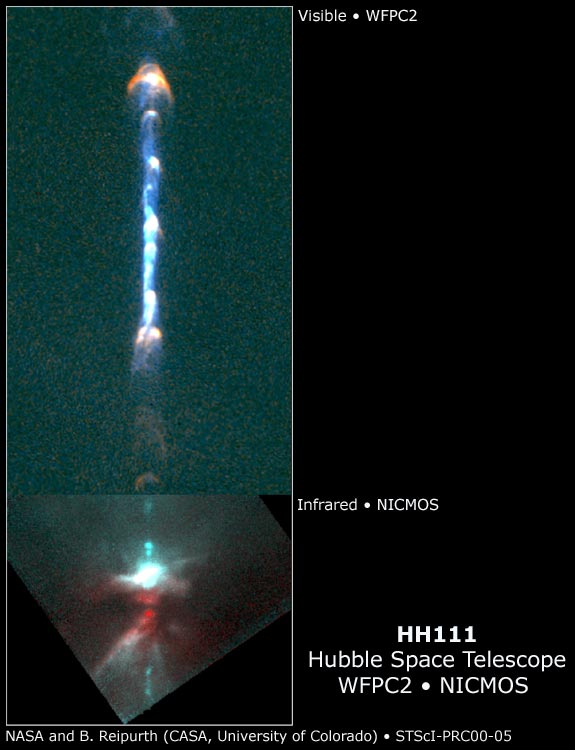 Visible • WFPC2
Infrared • NICMOS
HH111
Hubble Space Telescope
WFPC2 • NICMOS
NASA and B. Reipurth (CASA, University of Colorado) • STScI-PRC00-05